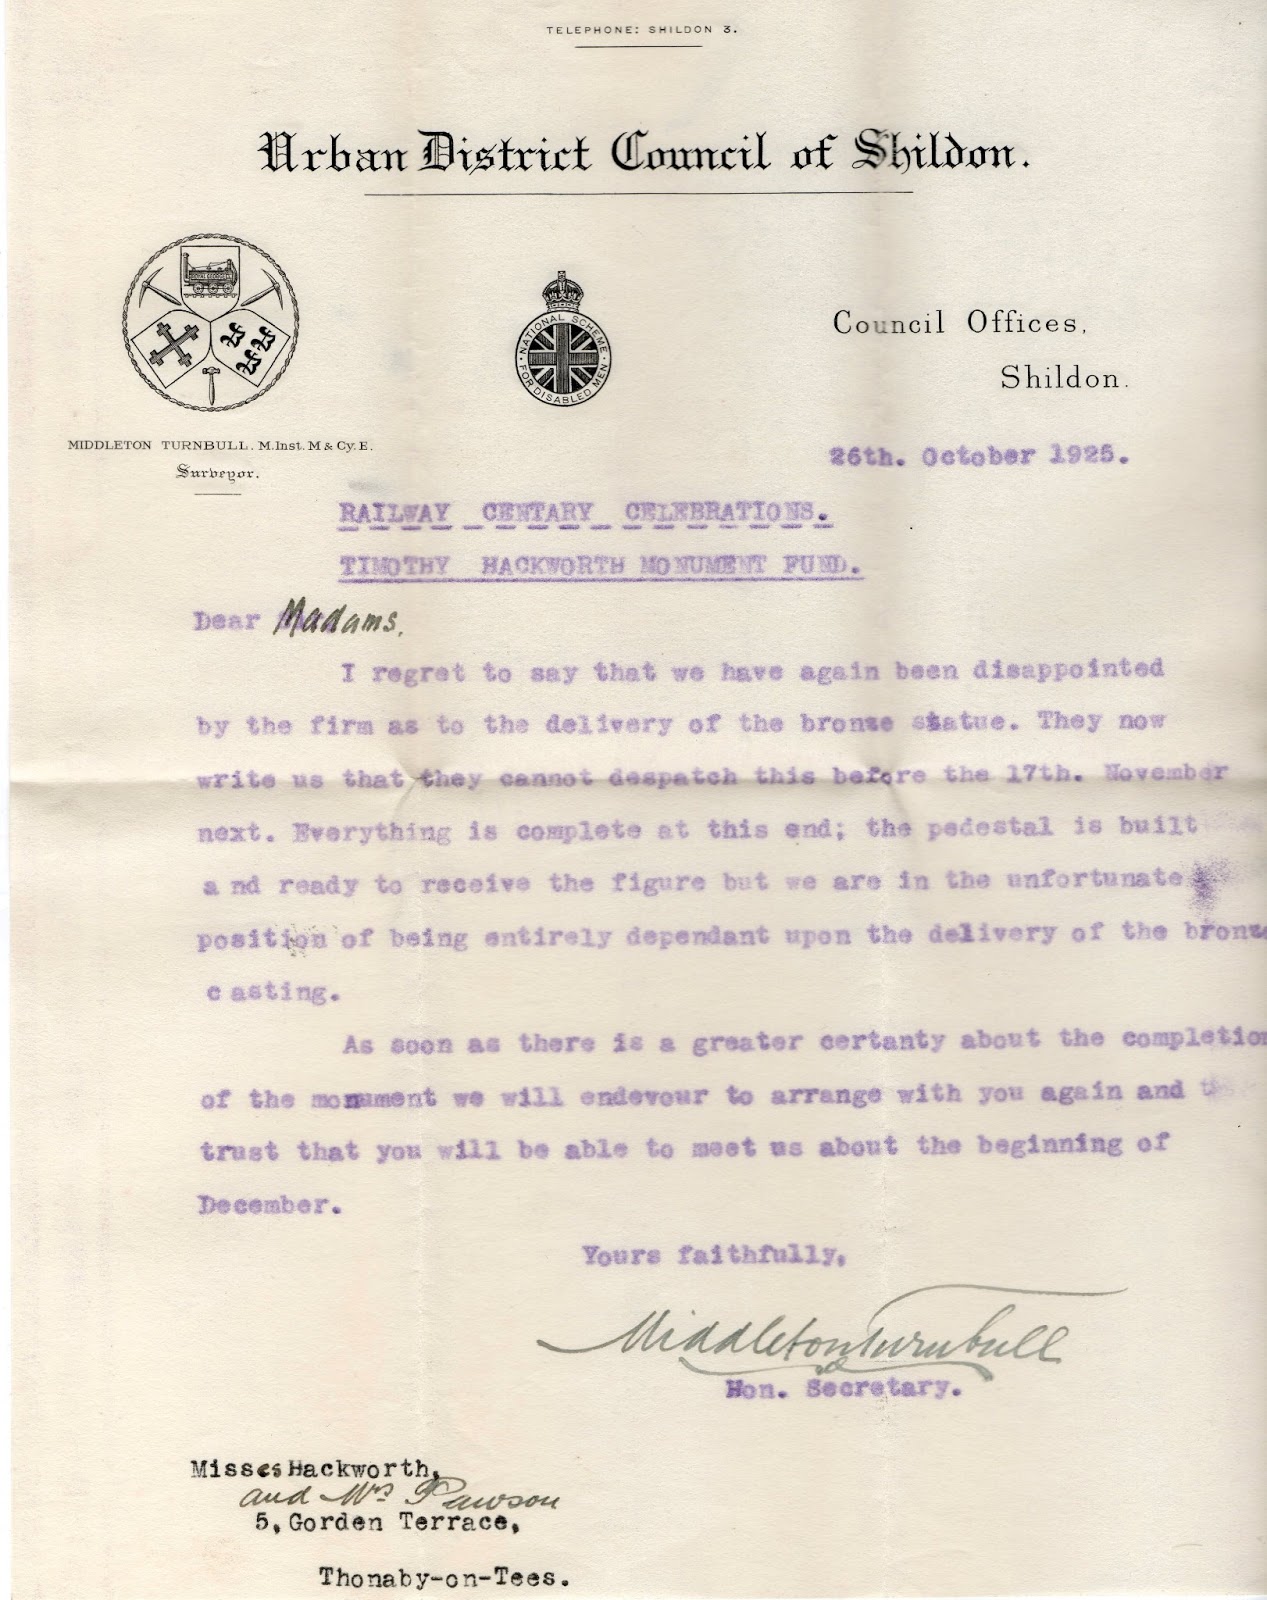 TELEPHONE: SHILDON 3.
Urban District Council of Shildon.
NATIONAL SCHEME
FOR DISABLED MEN
Council Offices,
Shildon.
MIDDLETON TURNBULL. M.Inst. M & Cy. E.
Surveyor.
26th. October 1925.
RAILWAY CENTARY CELEBRATIONS.
TIMOTHY HACKWORTH MONUMENT FUND.
Dear Madams,
I regret to say that we have again been disappointed
by the firm as to the delivery of the bronze statue. They now
write us that they cannot despatch this before the 17th. November
next. Everything is complete at this end; the pedestal is built
a nd ready to receive the figure but we are in the unfortunate
position of being entirely dependant upon the delivery of the bronze
c asting.
As soon as there is a greater certanty about the completion
of the monument we will endevour to arrange with you again and
trust that you will be able to meet us about the beginning of
December.
Yours faithfully,
Middleton Turnbull
Hon. Secretary.
Misses Hackworth,
and Mrs Pawson
5, Gorden Terrace,
Thonaby-on-Tees.